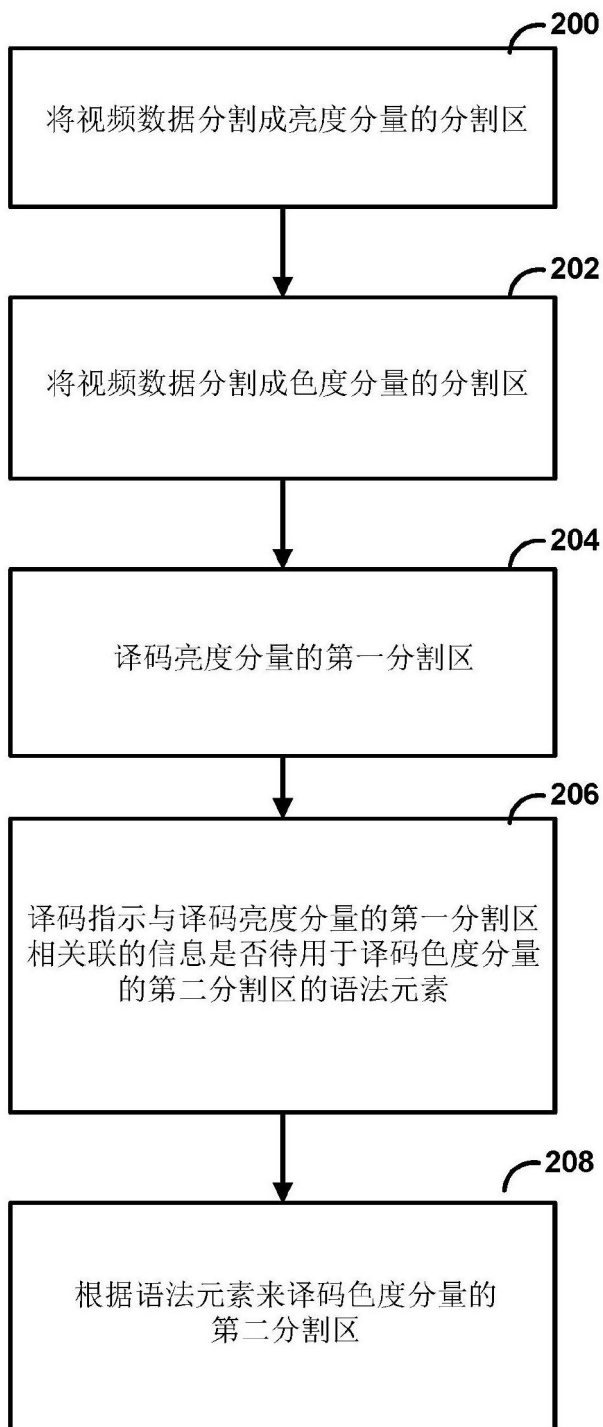 200
将视频数据分割成亮度分量的分割区
202
将视频数据分割成色度分量的分割区
204
译码亮度分量的第一分割区
206
译码指示与译码亮度分量的第一分割区
相关联的信息是否待用于译码色度分量
的第二分割区的语法元素
208
根据语法元素来译码色度分量的
第二分割区